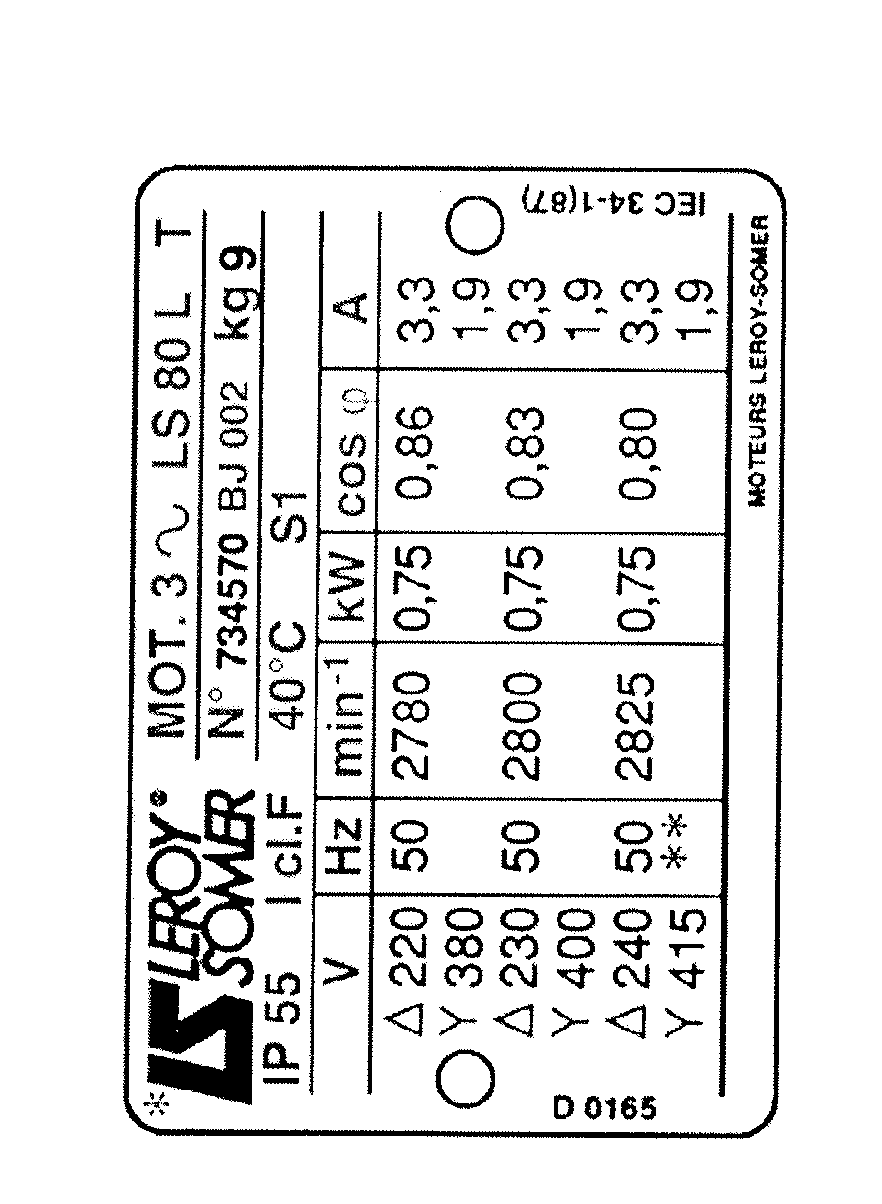 * LS LEROY® SOMER
MOT. 3 ~ LS 80 L T
N° 734570 BJ 002 kg 9
IP 55 I cl.F 40°C S1
V Hz min-1 kW cos φ A
Δ 220 50 2780 0,75 0,86 3,3
Y 380 1,9
Δ 230 50 2800 0,75 0,83 3,3
Y 400 1,9
Δ 240 50 2825 0,75 0,80 3,3
Y 415 ** 1,9
D 0165
IEC 34-1(87)
MOTEURS LEROY-SOMER